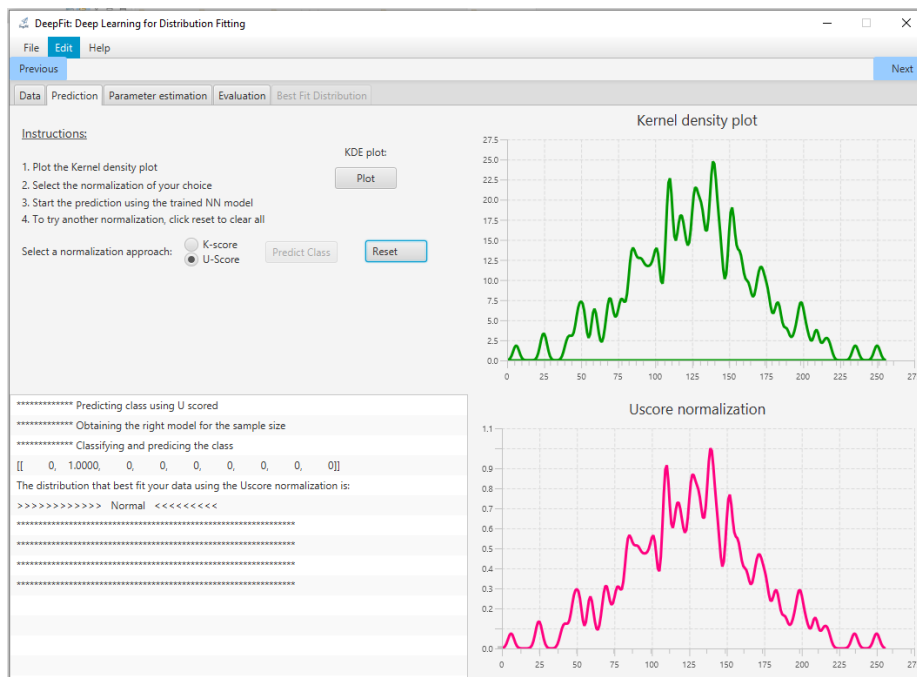 DeepFit: Deep Learning for Distribution Fitting
File Edit Help
Previous Next
Data Prediction Parameter estimation Evaluation Best Fit Distribution
Instructions:
1. Plot the Kernel density plot
2. Select the normalization of your choice
3. Start the prediction using the trained NN model
4. To try another normalization, click reset to clear all
KDE plot:
Plot
Select a normalization approach:
K-score
U-Score
Predict Class
Reset
Kernel density plot
27.5
25.0
22.5
20.0
17.5
15.0
12.5
10.0
7.5
5.0
2.5
0.0
0 25 50 75 100 125 150 175 200 225 250 275
************* Predicting class using U scored
************* Obtaining the right model for the sample size
************* Classifying and predicing the class
[[ 0, 1.0000, 0, 0, 0, 0, 0, 0, 0]]
The distribution that best fit your data using the Uscore normalization is:
>>>>>>>>>>>> Normal <<<<<<<<<
****************************************************************
****************************************************************
****************************************************************
****************************************************************
Uscore normalization
1.1
0.9
0.8
0.7
0.6
0.5
0.4
0.3
0.2
0.0
0 25 50 75 100 125 150 175 200 225 250 275